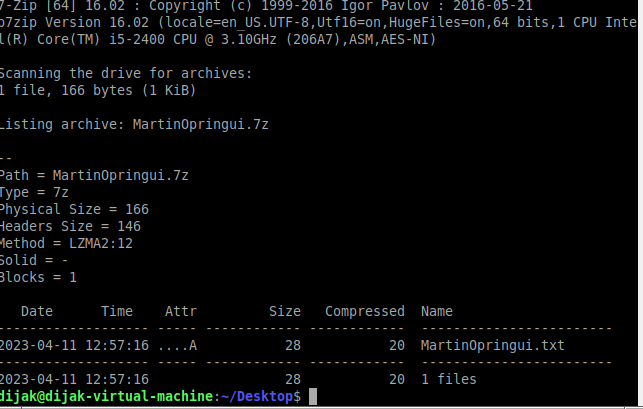 7-Zip [64] 16.02 : Copyright (c) 1999-2016 Igor Pavlov : 2016-05-21
p7zip Version 16.02 (locale=en_US.UTF-8,Utf16=on,HugeFiles=on,64 bits,1 CPU Inte
l(R) Core(TM) i5-2400 CPU @ 3.10GHz (206A7),ASM,AES-NI)
Scanning the drive for archives:
1 file, 166 bytes (1 KiB)
Listing archive: MartinOpringui.7z
--
Path = MartinOpringui.7z
Type = 7z
Physical Size = 166
Headers Size = 146
Method = LZMA2:12
Solid = -
Blocks = 1
   Date      Time    Attr         Size   Compressed  Name
------------------- ----- ------------ ------------  ------------------------
2023-04-11 12:57:16 ....A           28           20  MartinOpringui.txt
------------------- ----- ------------ ------------  ------------------------
2023-04-11 12:57:16                 28           20  1 files
dijak@dijak-virtual-machine:~/Desktop$